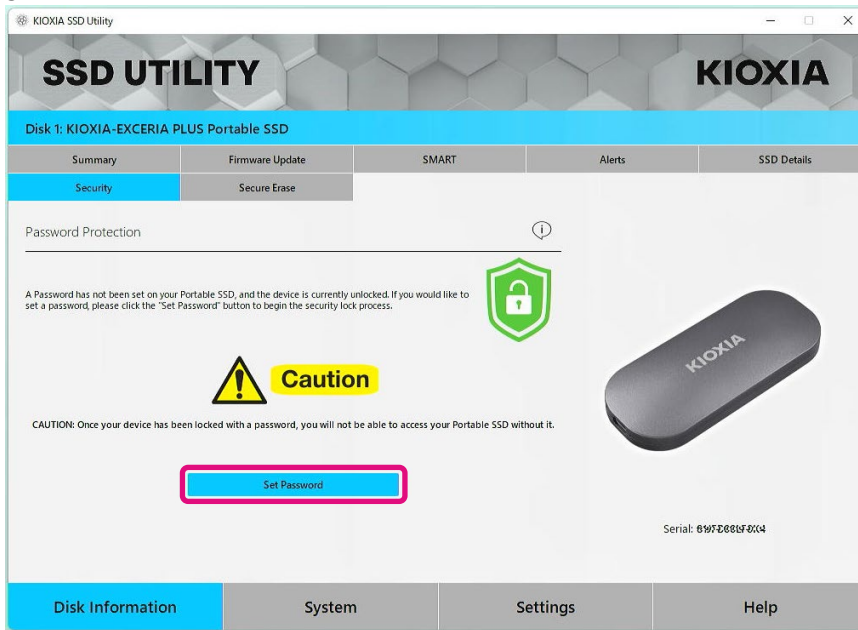 KIOXIA SSD Utility
SSD UTILITY
KIOXIA
Disk 1: KIOXIA-EXCERIA PLUS Portable SSD
Summary
Firmware Update
SMART
Alerts
SSD Details
Security
Secure Erase
Password Protection
A Password has not been set on your Portable SSD, and the device is currently unlocked. If you would like to
set a password, please click the "Set Password" button to begin the security lock process.
Caution
CAUTION: Once your device has been locked with a password, you will not be able to access your Portable SSD without it.
Set Password
KIOXIA
Serial:
Disk Information
System
Settings
Help